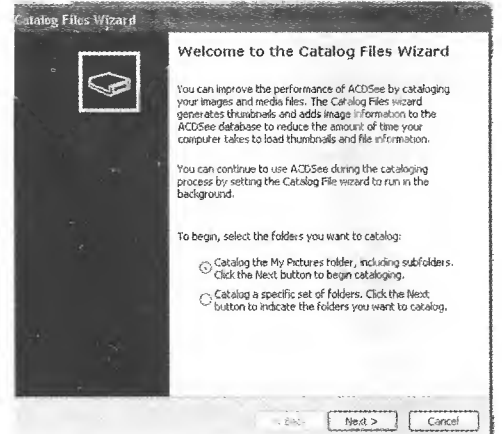 Catalog Files Wizard
Welcome to the Catalog Files Wizard
You can improve the performance of ACDSee by cataloging
your images and media files. The Catalog Files wizard
generates thumbnails and adds image information to the
ACDSee database to reduce the amount of time your
computer takes to load thumbnails and file information.
You can continue to use ACDSee during the cataloging
process by setting the Catalog File wizard to run in the
background.
To begin, select the folders you want to catalog:
Catalog the My Pictures folder, including subfolders.
Click the Next button to begin cataloging.
Catalog a specific set of folders. Click the Next
button to indicate the folders you want to catalog.
< Back Next > Cancel